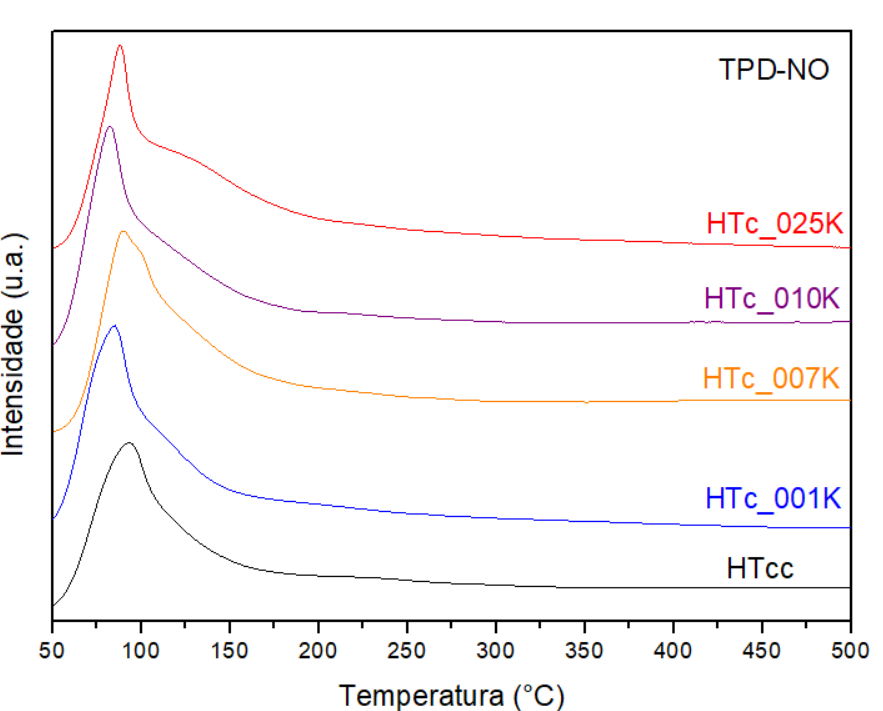 TPD-NO
HTc_025K
HTc_010K
HTc_007K
HTc_001K
HTcc
Intensidade (u.a.)
50 100 150 200 250 300 350 400 450 500
Temperatura (°C)